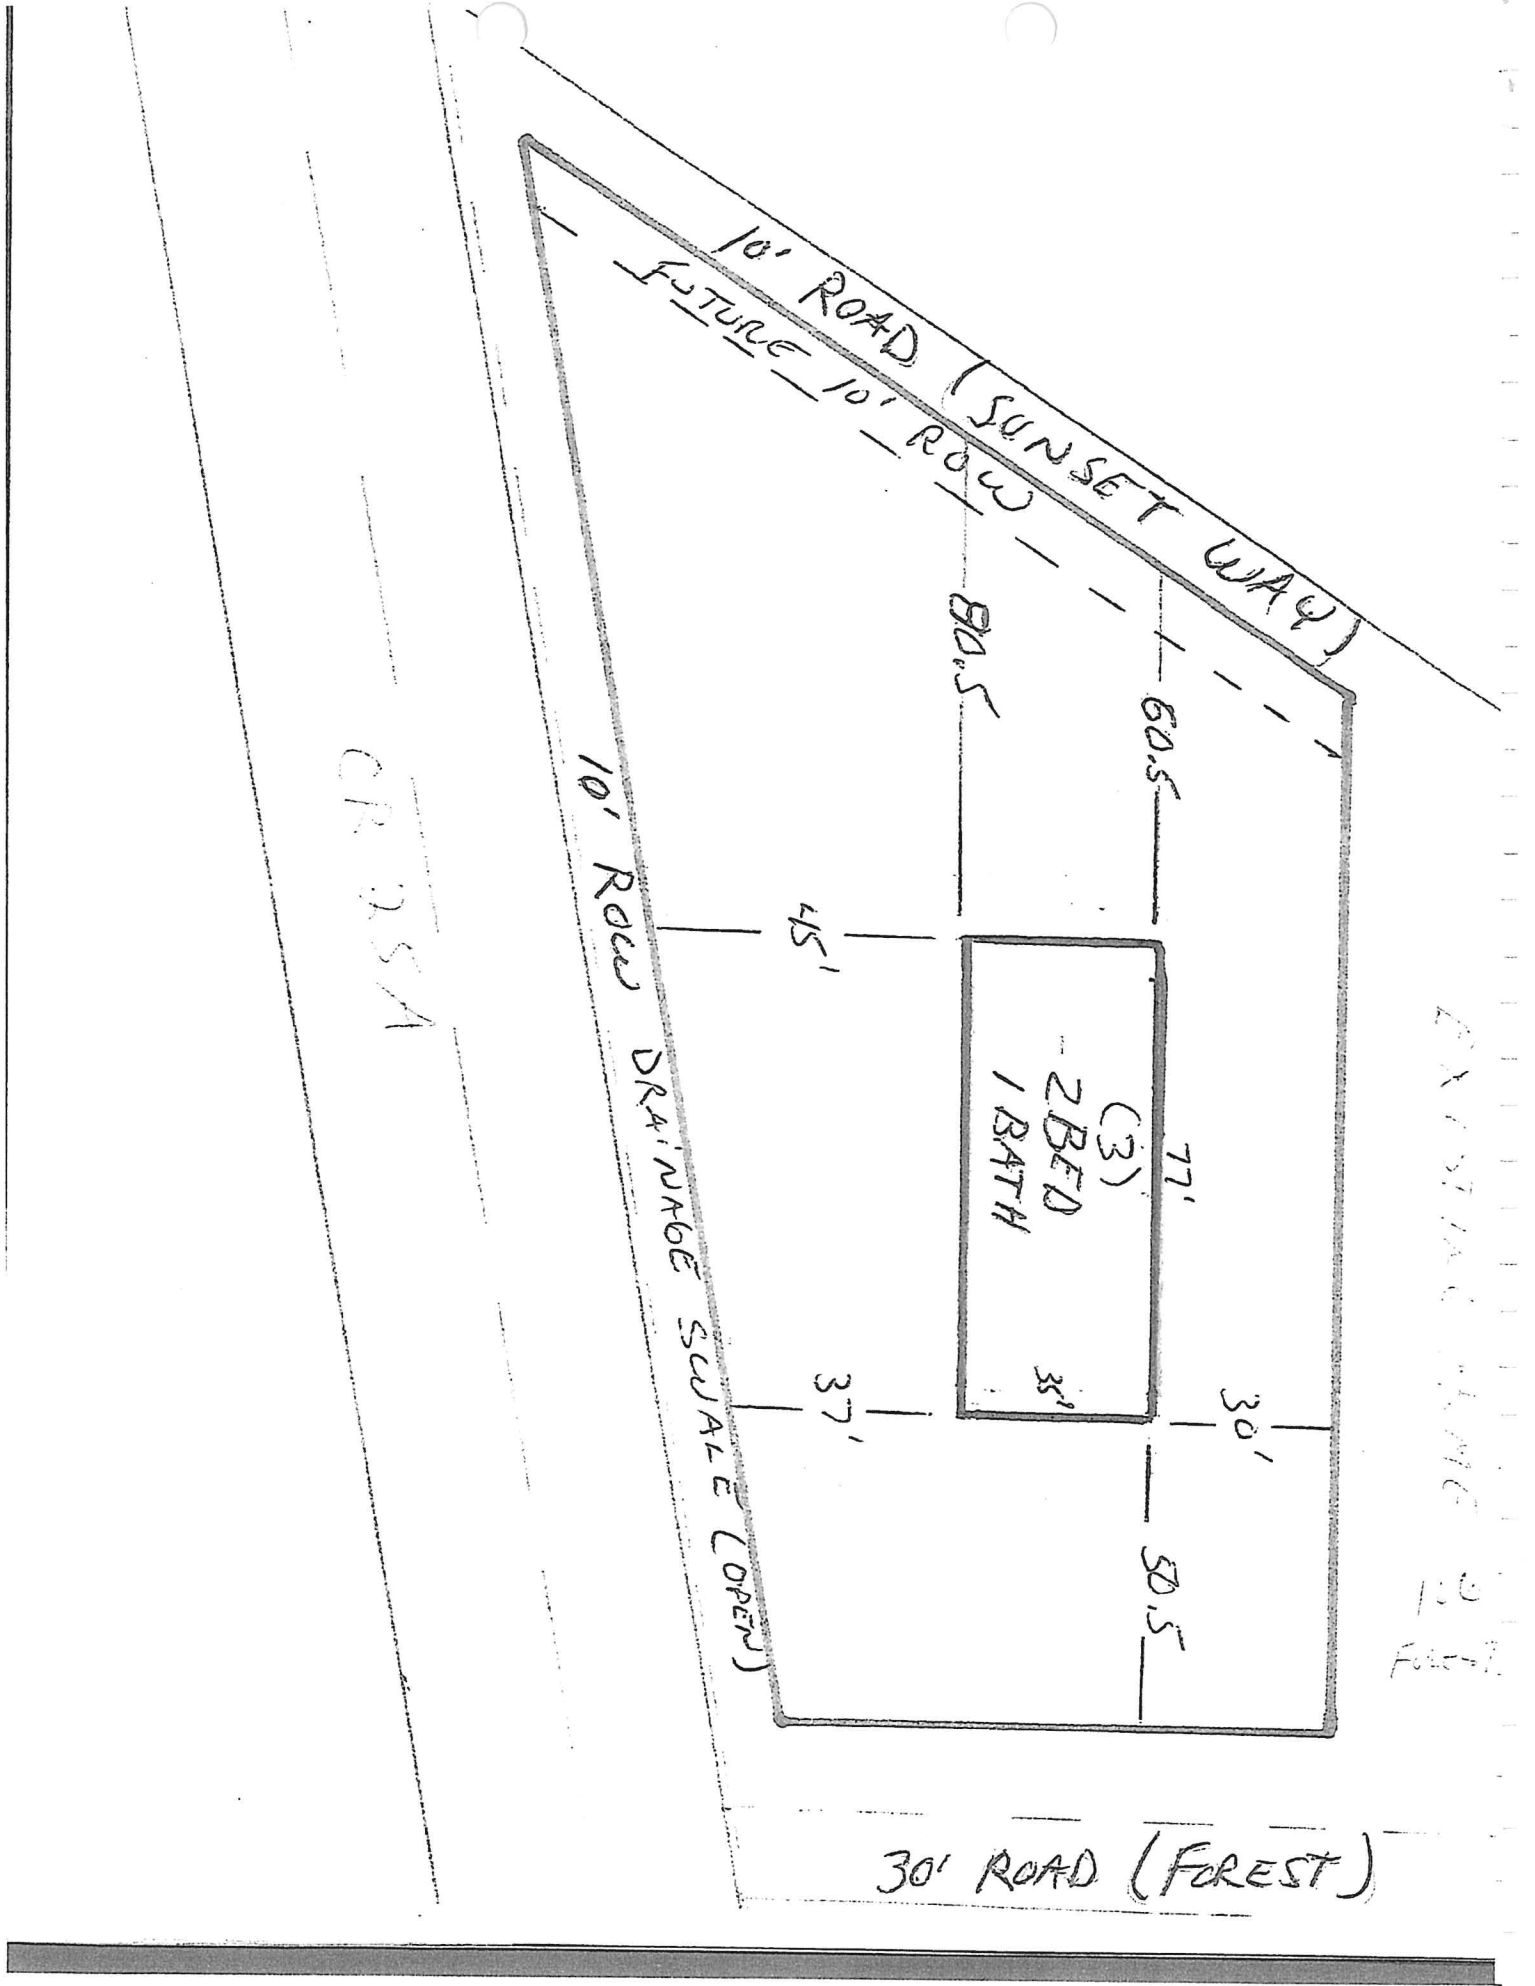 10' ROAD (SUNSET WAY)
FUTURE 10' ROW
80.5
60.5
45'
(3)
2 BED
1 BATH
77'
35'
37'
30'
50.5
10' ROW DRAINAGE SWALE (OPEN)
CR 25A
EXISTING
30' ROAD (FOREST)